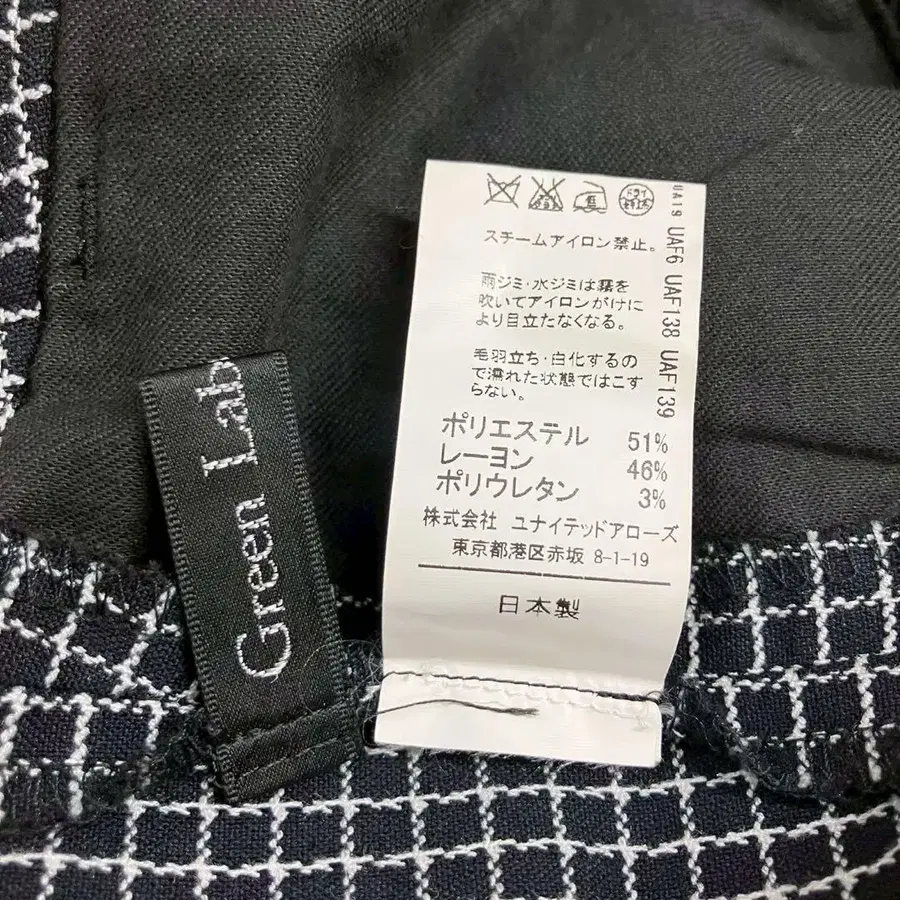 スチームアイロン禁止。
雨ジミ・水ジミは霧を
吹いてアイロンがけに
より目立たなくなる。
毛羽立ち・白化するの
で濡れた状態ではこす
らない。
ポリエステル 51%
レーヨン 46%
ポリウレタン 3%
株式会社 ユナイテッドアローズ
東京都港区赤坂 8-1-19
日本製
UA19 UAF6 UAF138 UAF139
Green Lab